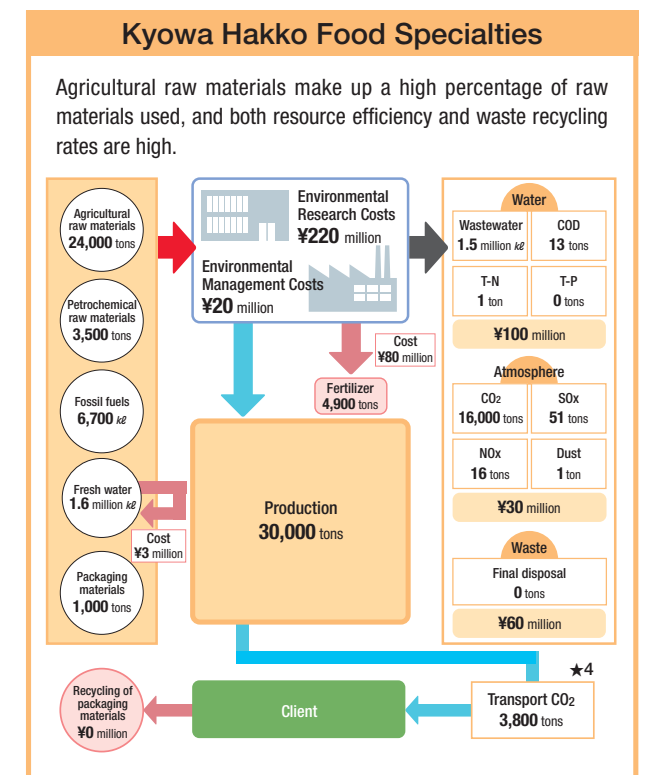 Kyowa Hakko Food Specialties
Agricultural raw materials make up a high percentage of raw
materials used, and both resource efficiency and waste recycling
rates are high.
Agricultural
raw materials
24,000 tons
Petrochemical
raw materials
3,500 tons
Fossil fuels
6,700 kℓ
Fresh water
1.6 million kℓ
Cost
¥3 million
Packaging
materials
1,000 tons
Environmental
Research Costs
¥220 million
Environmental
Management Costs
¥20 million
Cost
¥80 million
Fertilizer
4,900 tons
Production
30,000 tons
Water
Wastewater
1.5 million kℓ
COD
13 tons
T-N
1 ton
T-P
0 tons
¥100 million
Atmosphere
CO2
16,000 tons
SOx
51 tons
NOx
16 tons
Dust
1 ton
¥30 million
Waste
Final disposal
0 tons
¥60 million
★4
Transport CO2
3,800 tons
Client
Recycling of
packaging
materials
¥0 million